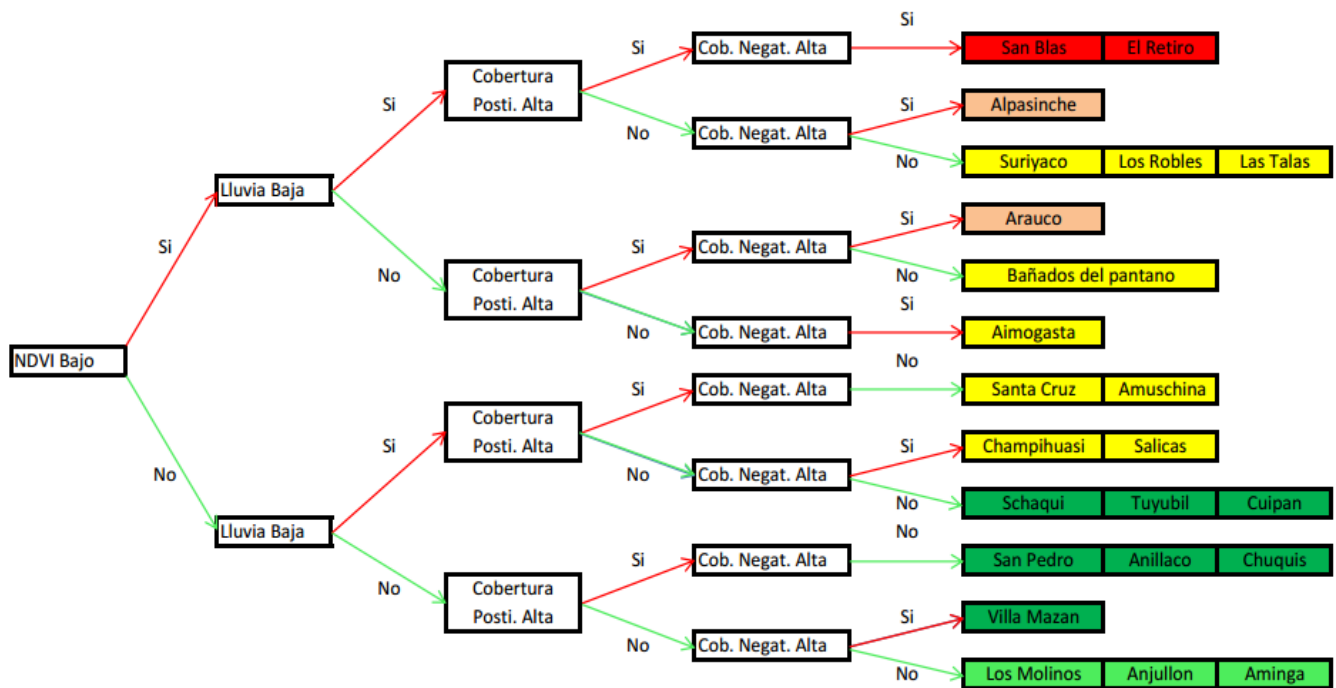 Si
San Blas El Retiro
Si
Cob. Negat. Alta
Cobertura
Posti. Alta
Si
Si
Alpasinche
No
Cob. Negat. Alta
No
Suriyaco Los Robles Las Talas
Lluvia Baja
Si
Arauco
Si
Si
Cob. Negat. Alta
No
Cobertura
Posti. Alta
No
Bañados del pantano
Si
No
Cob. Negat. Alta
Aimogasta
NDVI Bajo
No
Si
Cob. Negat. Alta
Santa Cruz Amuschina
Cobertura
Posti. Alta
Si
Si
Champihuasi Salicas
No
No
Cob. Negat. Alta
No
Schaqui Tuyubil Cuipan
Lluvia Baja
No
Si
Cob. Negat. Alta
San Pedro Anillaco Chuquis
No
Cobertura
Posti. Alta
Si
Villa Mazan
No
Cob. Negat. Alta
No
Los Molinos Anjullon Aminga